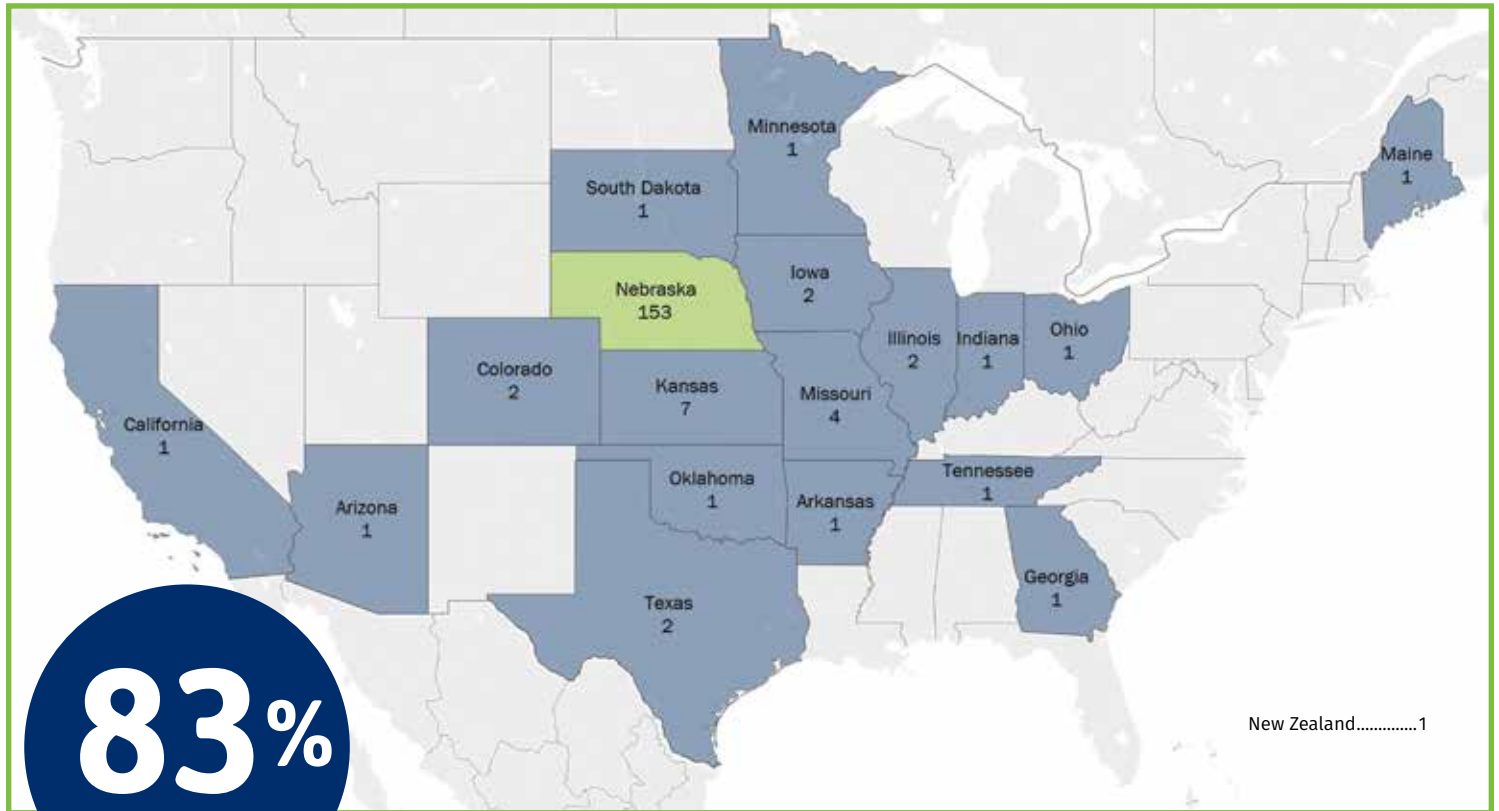 Minnesota
1
Maine
1
South Dakota
1
Iowa
2
Nebraska
153
Illinois
2
Indiana
1
Ohio
1
Colorado
2
Kansas
7
Missouri
4
California
1
Oklahoma
1
Tennessee
1
Arizona
1
Arkansas
1
Georgia
1
Texas
2
83%
New Zealand.............1